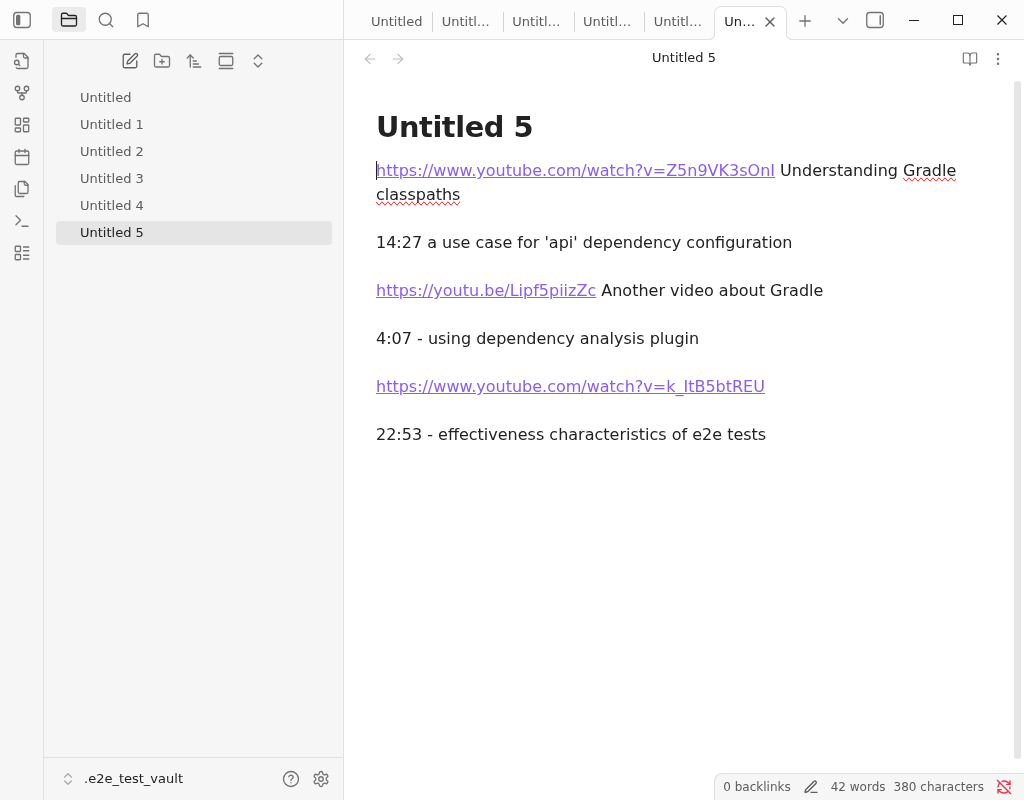 Untitled
Untitl...
Untitl...
Untitl...
Untitl...
Un...
Untitled 5
Untitled
Untitled 1
Untitled 2
Untitled 3
Untitled 4
Untitled 5
Untitled 5
https://www.youtube.com/watch?v=Z5n9VK3sOnI Understanding Gradle
classpaths
14:27 a use case for 'api' dependency configuration
https://youtu.be/Lipf5piizZc Another video about Gradle
4:07 - using dependency analysis plugin
https://www.youtube.com/watch?v=k_ItB5btREU
22:53 - effectiveness characteristics of e2e tests
.e2e_test_vault
0 backlinks
42 words
380 characters